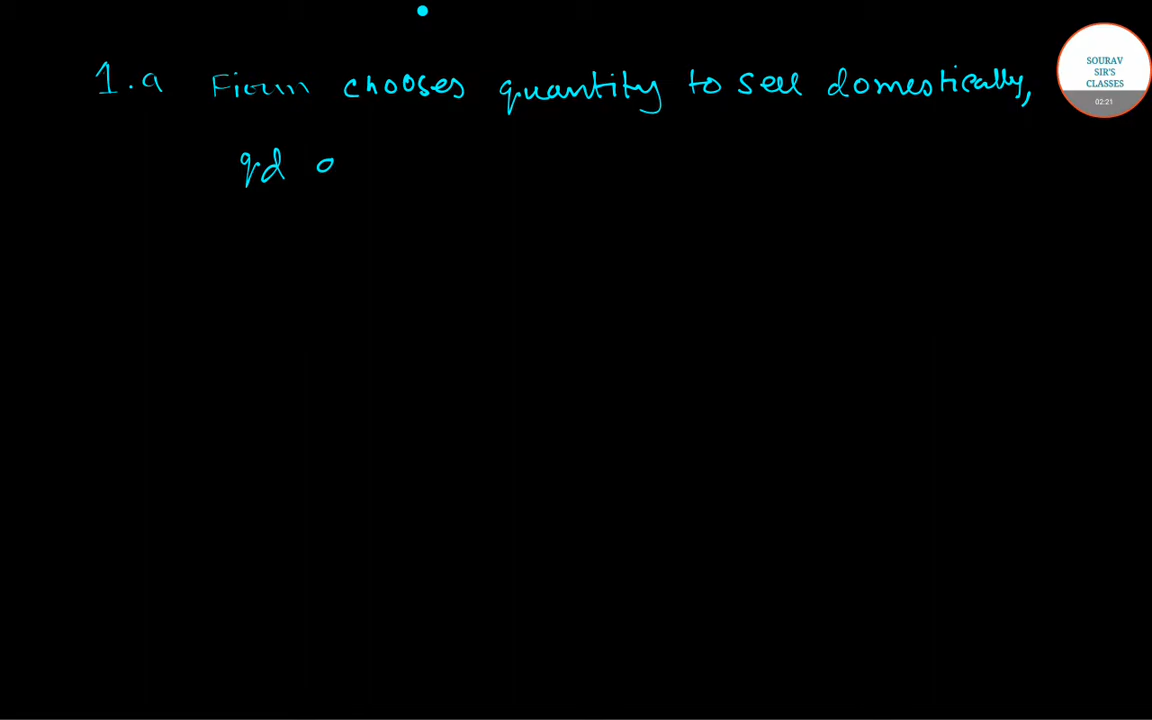 1.a Firm chooses quantity to sell domestically,
qd a
SOURAV
SIR'S
CLASSES
02:21